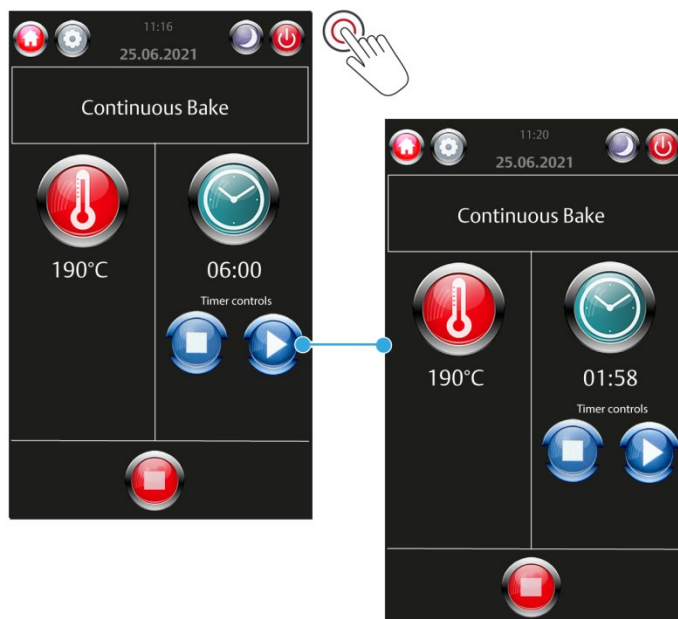 11:16
25.06.2021
Continuous Bake
190°C
06:00
Timer controls
11:20
25.06.2021
Continuous Bake
190°C
01:58
Timer controls